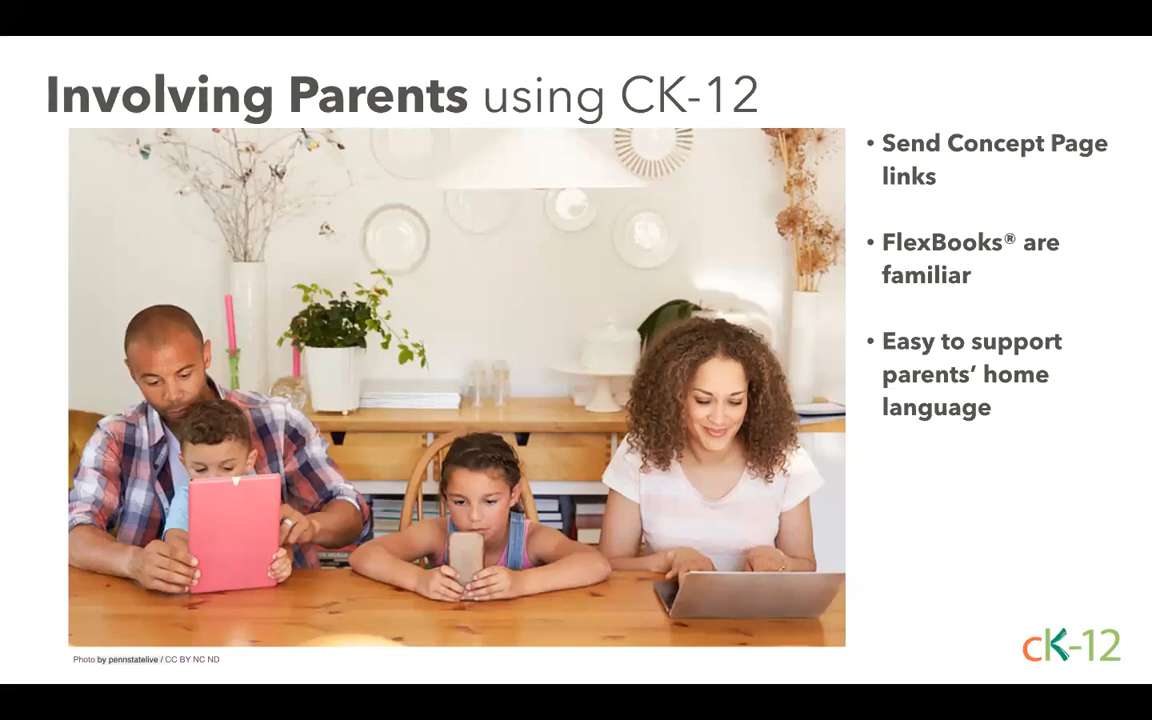 Involving Parents using CK-12
• Send Concept Page
links
• FlexBooks® are
familiar
• Easy to support
parents’ home
language
Photo by pennstatelive / CC BY NC ND
cK-12